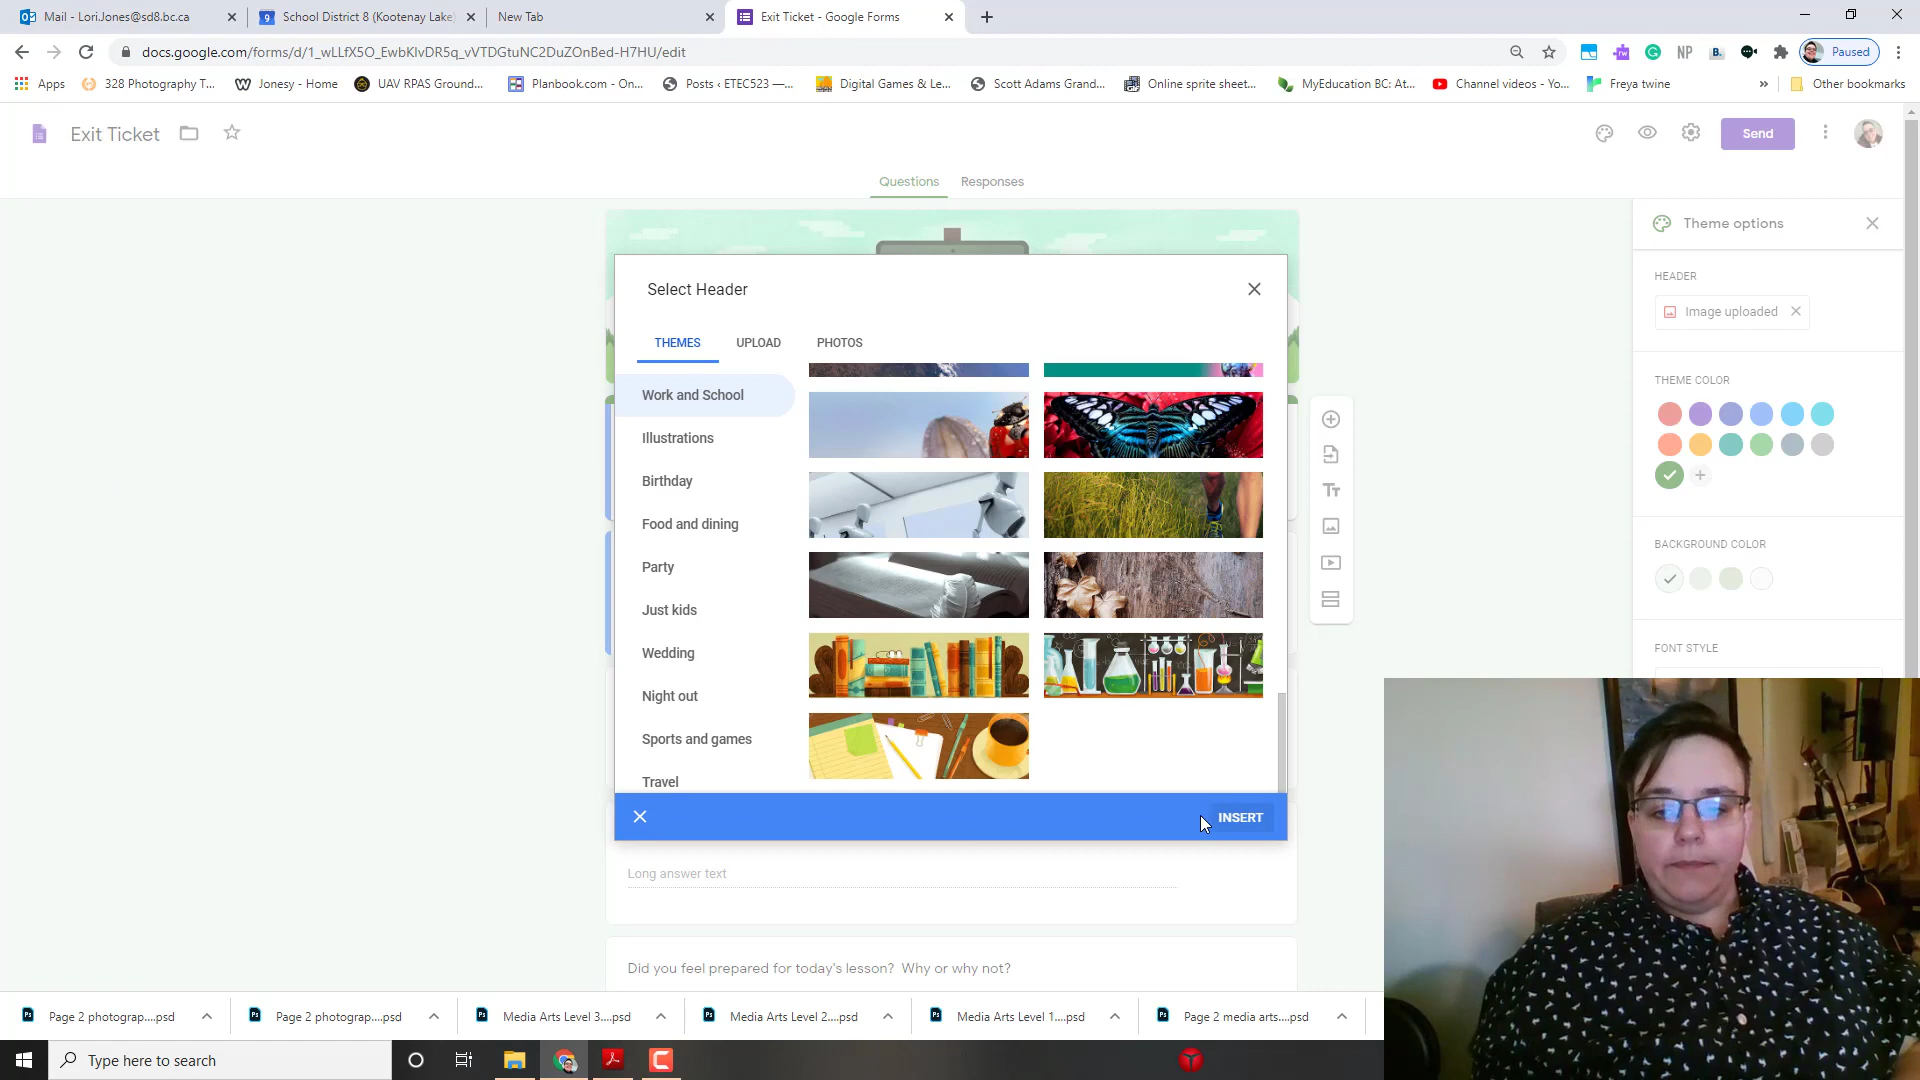 Mail - Lori.Jones@sd8.bc.ca
School District 8 (Kootenay Lake)
New Tab
Exit Ticket - Google Forms
docs.google.com/forms/d/1_wLLfX5O_EwbKIvDR5q_vVTDGtuNC2DuZOnBed-H7HU/edit
Paused
Apps
328 Photography T...
Jonesy - Home
UAV RPAS Ground...
Planbook.com - On...
Posts ‹ ETEC523 —...
Digital Games & Le...
Scott Adams Grand...
Online sprite sheet...
MyEducation BC: At...
Channel videos - Yo...
Freya twine
»
Other bookmarks
Exit Ticket
Send
Questions
Responses
Theme options
HEADER
Image uploaded
THEME COLOR
BACKGROUND COLOR
FONT STYLE
Select Header
THEMES
UPLOAD
PHOTOS
Work and School
Illustrations
Birthday
Food and dining
Party
Just kids
Wedding
Night out
Sports and games
Travel
INSERT
Long answer text
Did you feel prepared for today's lesson? Why or why not?
Page 2 photograp....psd
Page 2 photograp....psd
Media Arts Level 3....psd
Media Arts Level 2....psd
Media Arts Level 1....psd
Page 2 media arts....psd
Type here to search